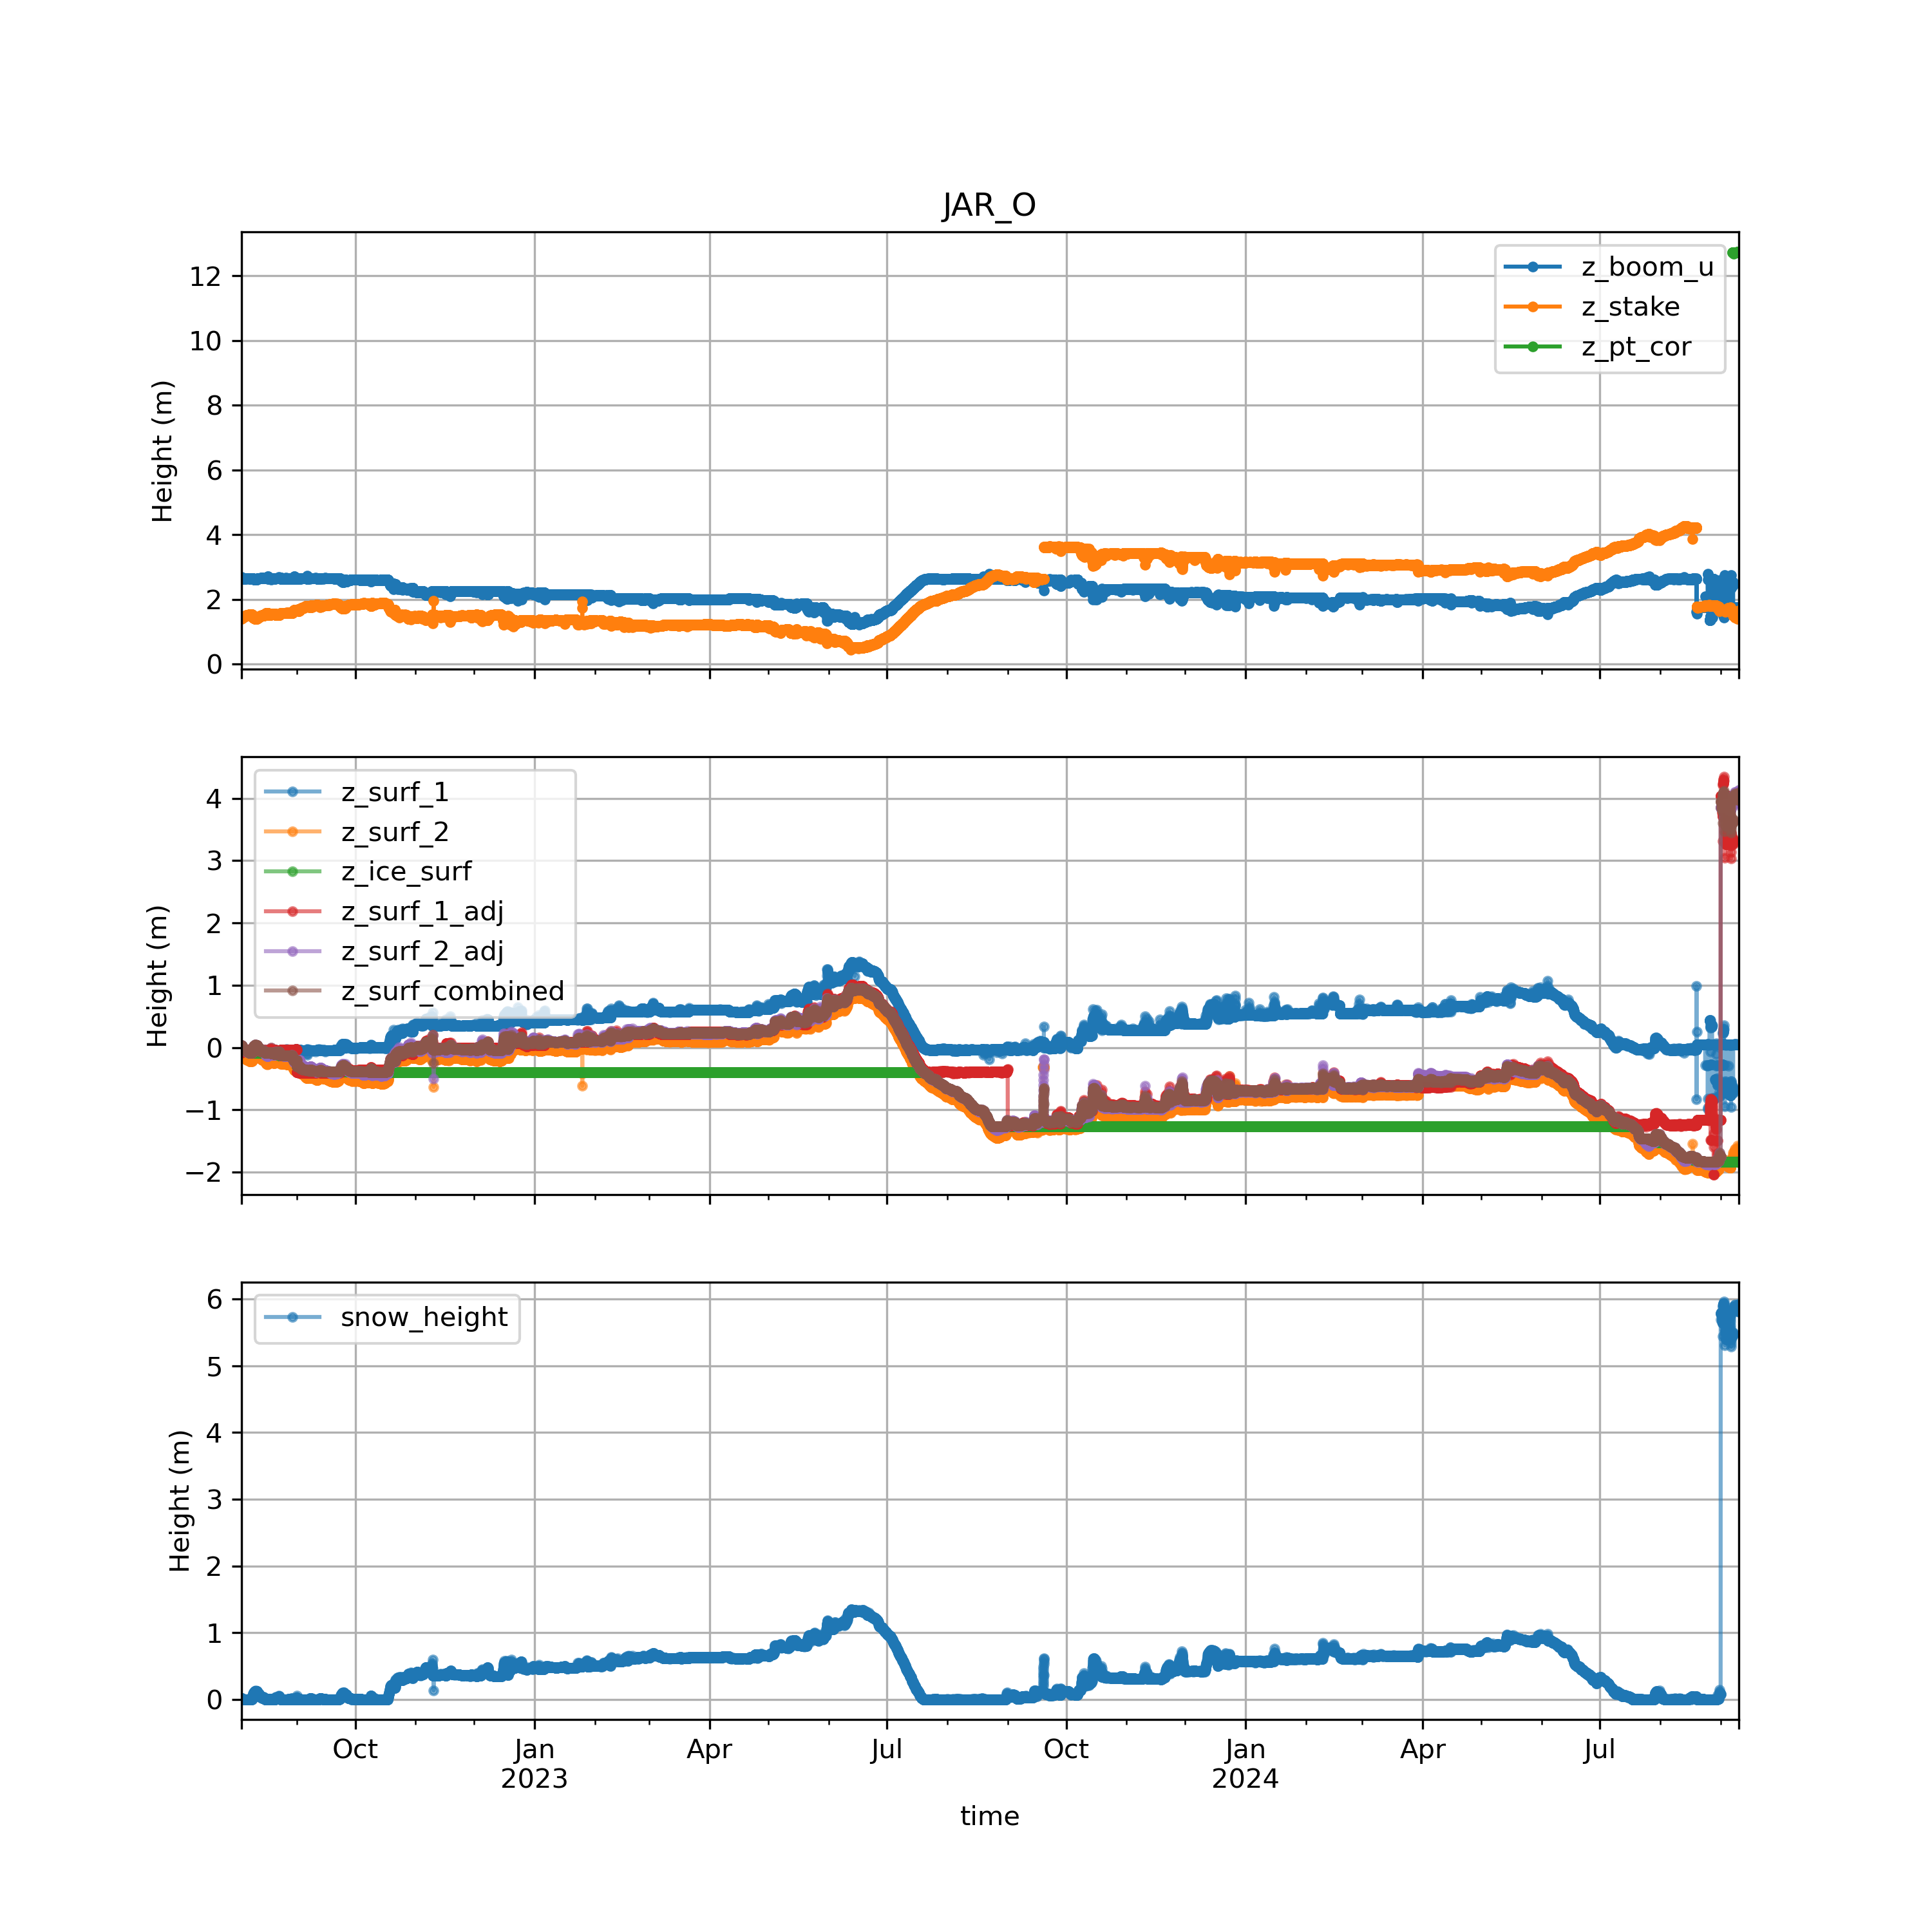 JAR_O
Height (m)
12
10
8
6
4
2
0
z_boom_u
z_stake
z_pt_cor
Height (m)
4
3
2
1
0
−1
−2
z_surf_1
z_surf_2
z_ice_surf
z_surf_1_adj
z_surf_2_adj
z_surf_combined
Height (m)
6
5
4
3
2
1
0
snow_height
Oct Jan Apr Jul Oct Jan Apr Jul
2023 2024
time